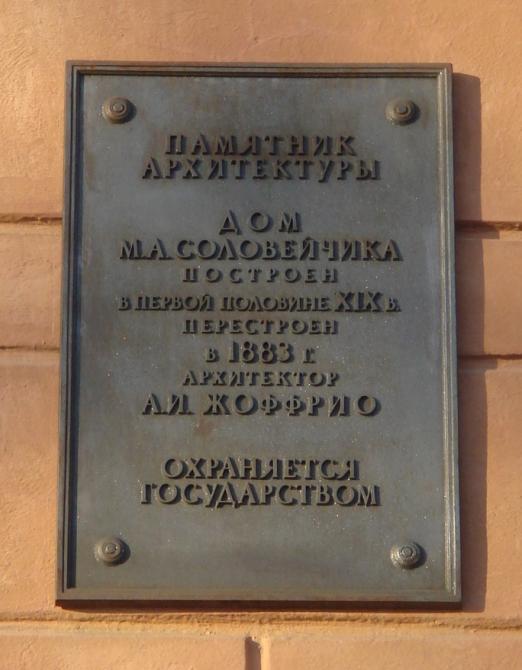 ПАМЯТНИК
АРХИТЕКТУРЫ
ДОМ
М.А.СОЛОВЕЙЧИКА
ПОСТРОЕН
В ПЕРВОЙ ПОЛОВИНЕ XIX В.
ПЕРЕСТРОЕН
В 1883 Г.
АРХИТЕКТОР
А.И. ЖОФФРИО
ОХРАНЯЕТСЯ
ГОСУДАРСТВОМ